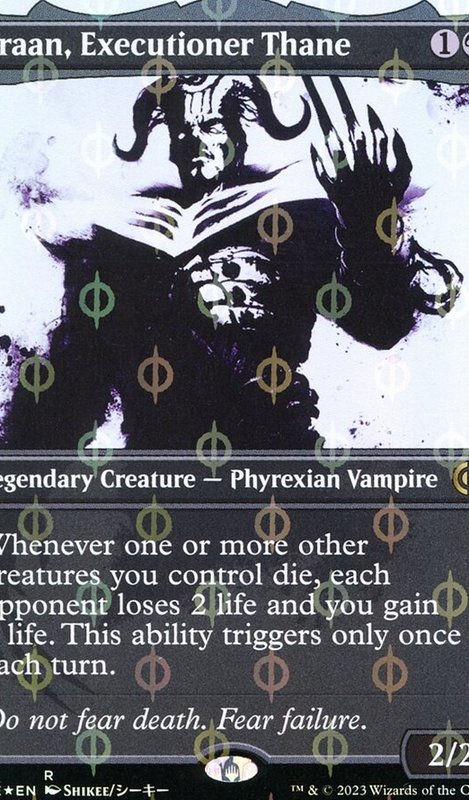 raan, Executioner Thane 1
egendary Creature — Phyrexian Vampire
Whenever one or more other
reatures you control die, each
pponent loses 2 life and you gain
life. This ability triggers only once
ach turn.
Do not fear death. Fear failure.
2/2
R
★ EN SHIKEE/シーキー
™ & © 2023 Wizards of the C